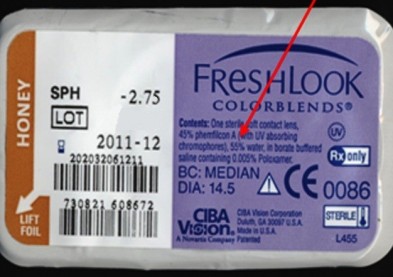 HONEY
LIFT
FOIL
SPH -2.75
LOT
2011-12
202032061211
730821 608672
FRESHLOOK
COLORBLENDS®
Contents: One sterile soft contact lens,
45% phemfilcon A (with UV absorbing
chromophores), 55% water, in borate buffered
saline containing 0.005% Poloxamer.
UV
Rx only
BC: MEDIAN
DIA: 14.5
CE 0086
CIBA
VISION®
A Novartis Company
CIBA Vision Corporation
Duluth, GA 30097 U.S.A.
Made in U.S.A.
Patented
STERILE
L455